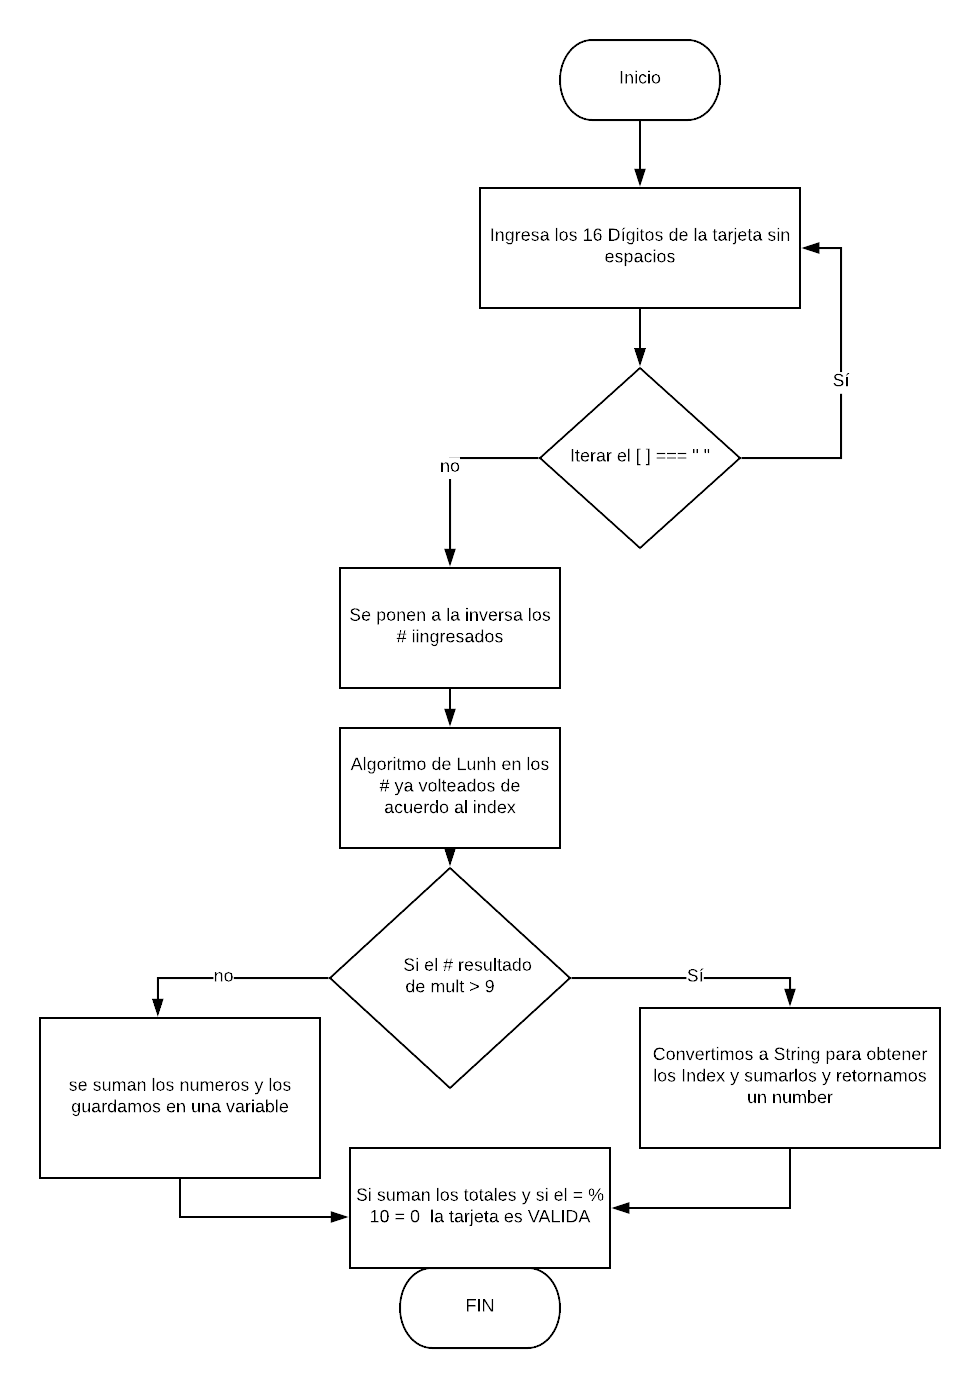 Inicio
Ingresa los 16 Dígitos de la tarjeta sin
espacios
Sí
Iterar el [ ] === " "
no
Se ponen a la inversa los
# iingresados
Algoritmo de Lunh en los
# ya volteados de
acuerdo al index
Si el # resultado
de mult > 9
no
Sí
se suman los numeros y los
guardamos en una variable
Convertimos a String para obtener
los Index y sumarlos y retornamos
un number
Si suman los totales y si el = %
10 = 0 la tarjeta es VALIDA
FIN